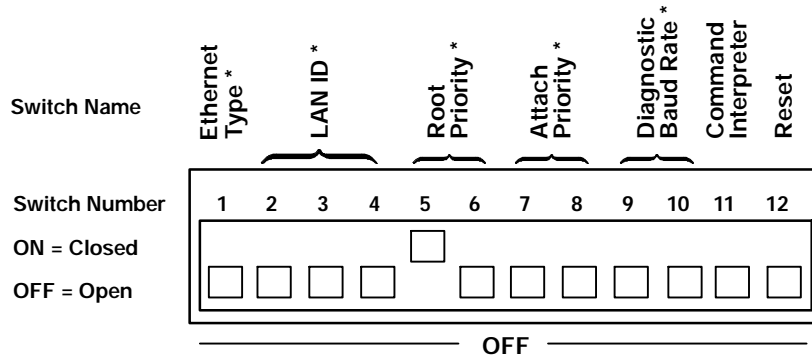 Switch Name
Ethernet
Type *
LAN ID *
Root
Priority *
Attach
Priority *
Diagnostic
Baud Rate *
Command
Interpreter
Reset
Switch Number 1 2 3 4 5 6 7 8 9 10 11 12
ON = Closed
OFF = Open
OFF